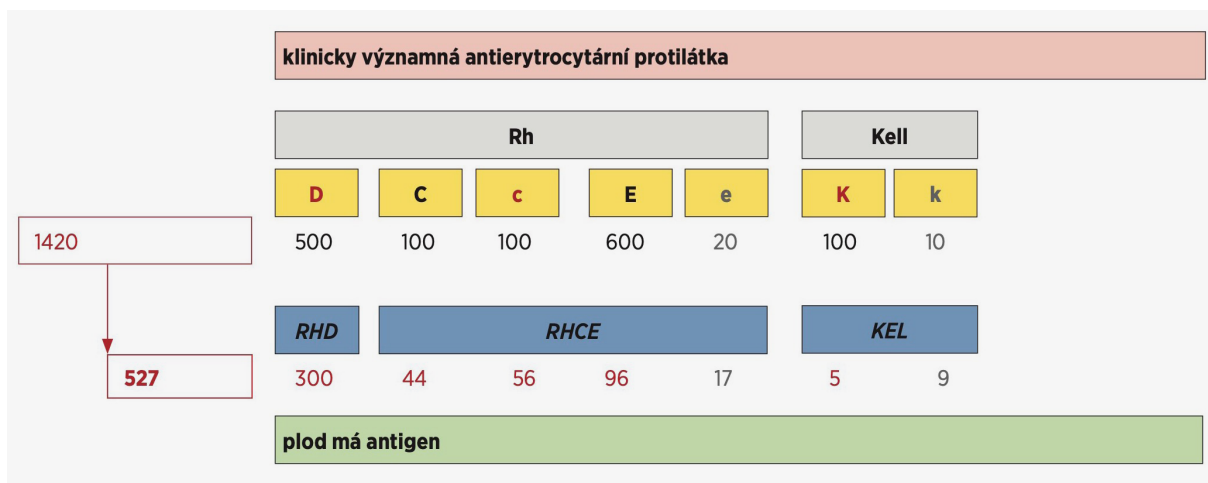 klinicky významná antierytrocytární protilátka
Rh Kell
D C c E e K k
1420 500 100 100 600 20 100 10
RHD RHCE KEL
527 300 44 56 96 17 5 9
plod má antigen